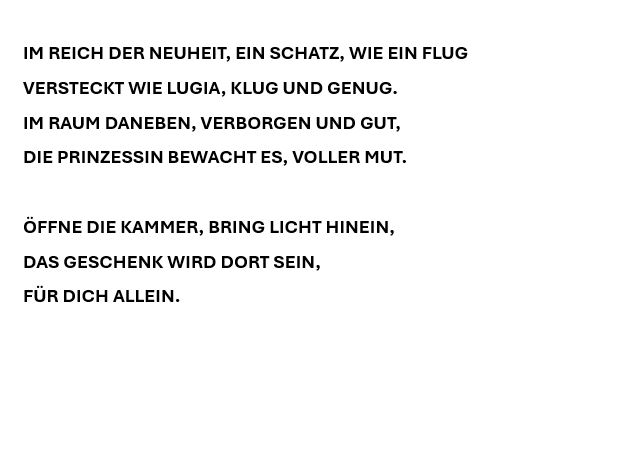 IM REICH DER NEUHEIT, EIN SCHATZ, WIE EIN FLUG
VERSTECKT WIE LUGIA, KLUG UND GENUG.
IM RAUM DANEBEN, VERBORGEN UND GUT,
DIE PRINZESSIN BEWACHT ES, VOLLER MUT.
ÖFFNE DIE KAMMER, BRING LICHT HINEIN,
DAS GESCHENK WIRD DORT SEIN,
FÜR DICH ALLEIN.